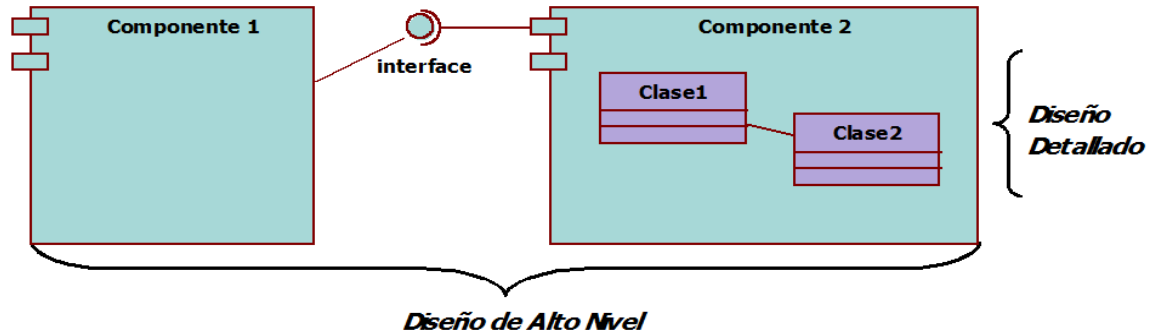 Componente 1
interface
Componente 2
Clase1
Clase2
Diseño
Detallado
Diseño de Alto Nivel